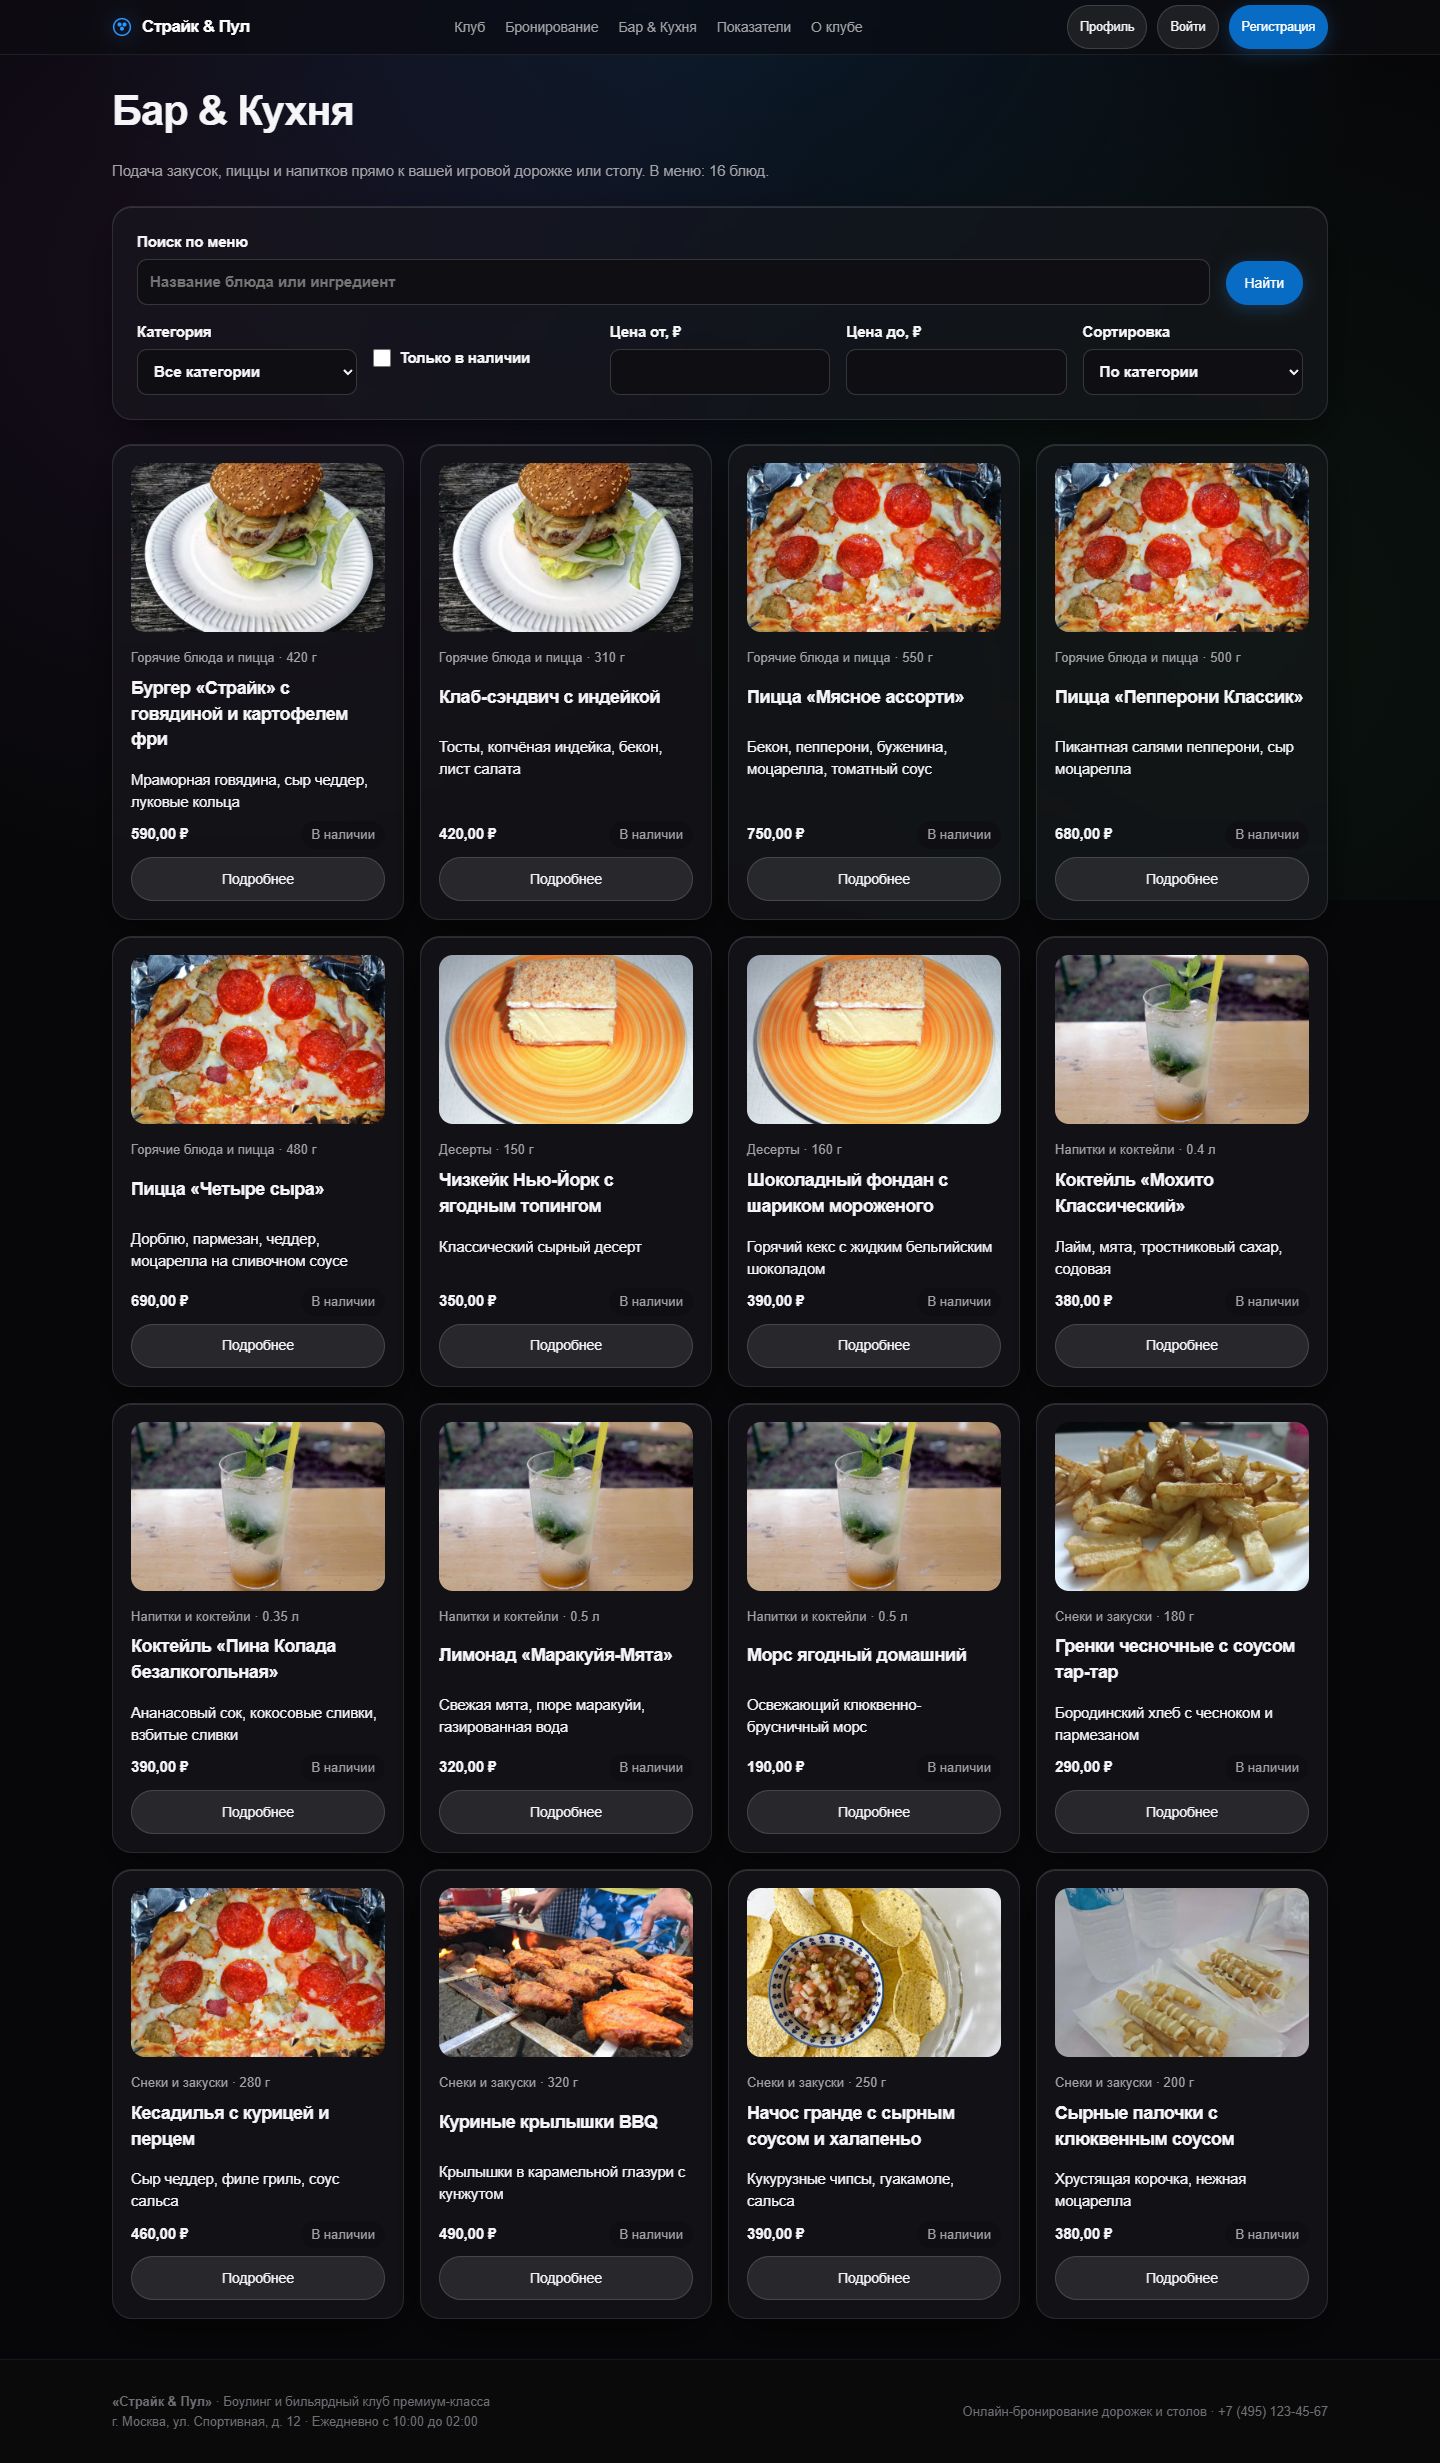 Страйк & Пул
Клуб Бронирование Бар & Кухня Показатели О клубе
Профиль Войти Регистрация
Бар & Кухня
Подача закусок, пиццы и напитков прямо к вашей игровой дорожке или столу. В меню: 16 блюд.
Поиск по меню
Название блюда или ингредиент
Найти
Категория
Все категории
Только в наличии
Цена от, ₽
Цена до, ₽
Сортировка
По категории
Горячие блюда и пицца · 420 г
Бургер «Страйк» с
говядиной и картофелем
фри
Мраморная говядина, сыр чеддер,
луковые кольца
590,00 ₽ В наличии
Подробнее
Горячие блюда и пицца · 310 г
Клаб-сэндвич с индейкой
Тосты, копчёная индейка, бекон,
лист салата
420,00 ₽ В наличии
Подробнее
Горячие блюда и пицца · 550 г
Пицца «Мясное ассорти»
Бекон, пепперони, буженина,
моцарелла, томатный соус
750,00 ₽ В наличии
Подробнее
Горячие блюда и пицца · 500 г
Пицца «Пепперони Классик»
Пикантная салями пепперони, сыр
моцарелла
680,00 ₽ В наличии
Подробнее
Горячие блюда и пицца · 480 г
Пицца «Четыре сыра»
Дорблю, пармезан, чеддер,
моцарелла на сливочном соусе
690,00 ₽ В наличии
Подробнее
Десерты · 150 г
Чизкейк Нью-Йорк с
ягодным топингом
Классический сырный десерт
350,00 ₽ В наличии
Подробнее
Десерты · 160 г
Шоколадный фондан с
шариком мороженого
Горячий кекс с жидким бельгийским
шоколадом
390,00 ₽ В наличии
Подробнее
Напитки и коктейли · 0.4 л
Коктейль «Мохито
Классический»
Лайм, мята, тростниковый сахар,
содовая
380,00 ₽ В наличии
Подробнее
Напитки и коктейли · 0.35 л
Коктейль «Пина Колада
безалкогольная»
Ананасовый сок, кокосовые сливки,
взбитые сливки
390,00 ₽ В наличии
Подробнее
Напитки и коктейли · 0.5 л
Лимонад «Маракуйя-Мята»
Свежая мята, пюре маракуйи,
газированная вода
320,00 ₽ В наличии
Подробнее
Напитки и коктейли · 0.5 л
Морс ягодный домашний
Освежающий клюквенно-
брусничный морс
190,00 ₽ В наличии
Подробнее
Снеки и закуски · 180 г
Гренки чесночные с соусом
тар-тар
Бородинский хлеб с чесноком и
пармезаном
290,00 ₽ В наличии
Подробнее
Снеки и закуски · 280 г
Кесадилья с курицей и
перцем
Сыр чеддер, филе гриль, соус
сальса
460,00 ₽ В наличии
Подробнее
Снеки и закуски · 320 г
Куриные крылышки BBQ
Крылышки в карамельной глазури с
кунжутом
490,00 ₽ В наличии
Подробнее
Снеки и закуски · 250 г
Начос гранде с сырным
соусом и халапеньо
Кукурузные чипсы, гуакамоле,
сальса
390,00 ₽ В наличии
Подробнее
Снеки и закуски · 200 г
Сырные палочки с
клюквенным соусом
Хрустящая корочка, нежная
моцарелла
380,00 ₽ В наличии
Подробнее
«Страйк & Пул» · Боулинг и бильярдный клуб премиум-класса
г. Москва, ул. Спортивная, д. 12 · Ежедневно с 10:00 до 02:00
Онлайн-бронирование дорожек и столов · +7 (495) 123-45-67